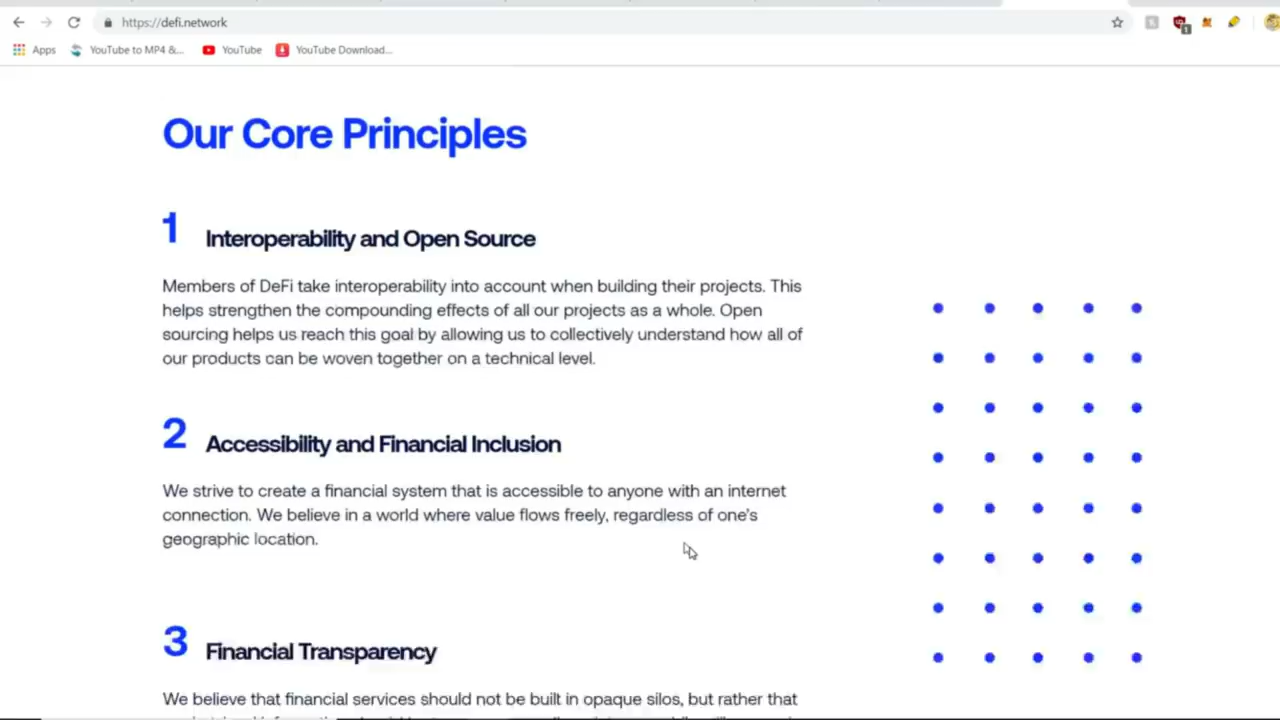 https://defi.network
Apps YouTube to MP4 &... YouTube YouTube Download...
Our Core Principles
1 Interoperability and Open Source
Members of DeFi take interoperability into account when building their projects. This
helps strengthen the compounding effects of all our projects as a whole. Open
sourcing helps us reach this goal by allowing us to collectively understand how all of
our products can be woven together on a technical level.
2 Accessibility and Financial Inclusion
We strive to create a financial system that is accessible to anyone with an internet
connection. We believe in a world where value flows freely, regardless of one's
geographic location.
3 Financial Transparency
We believe that financial services should not be built in opaque silos, but rather that